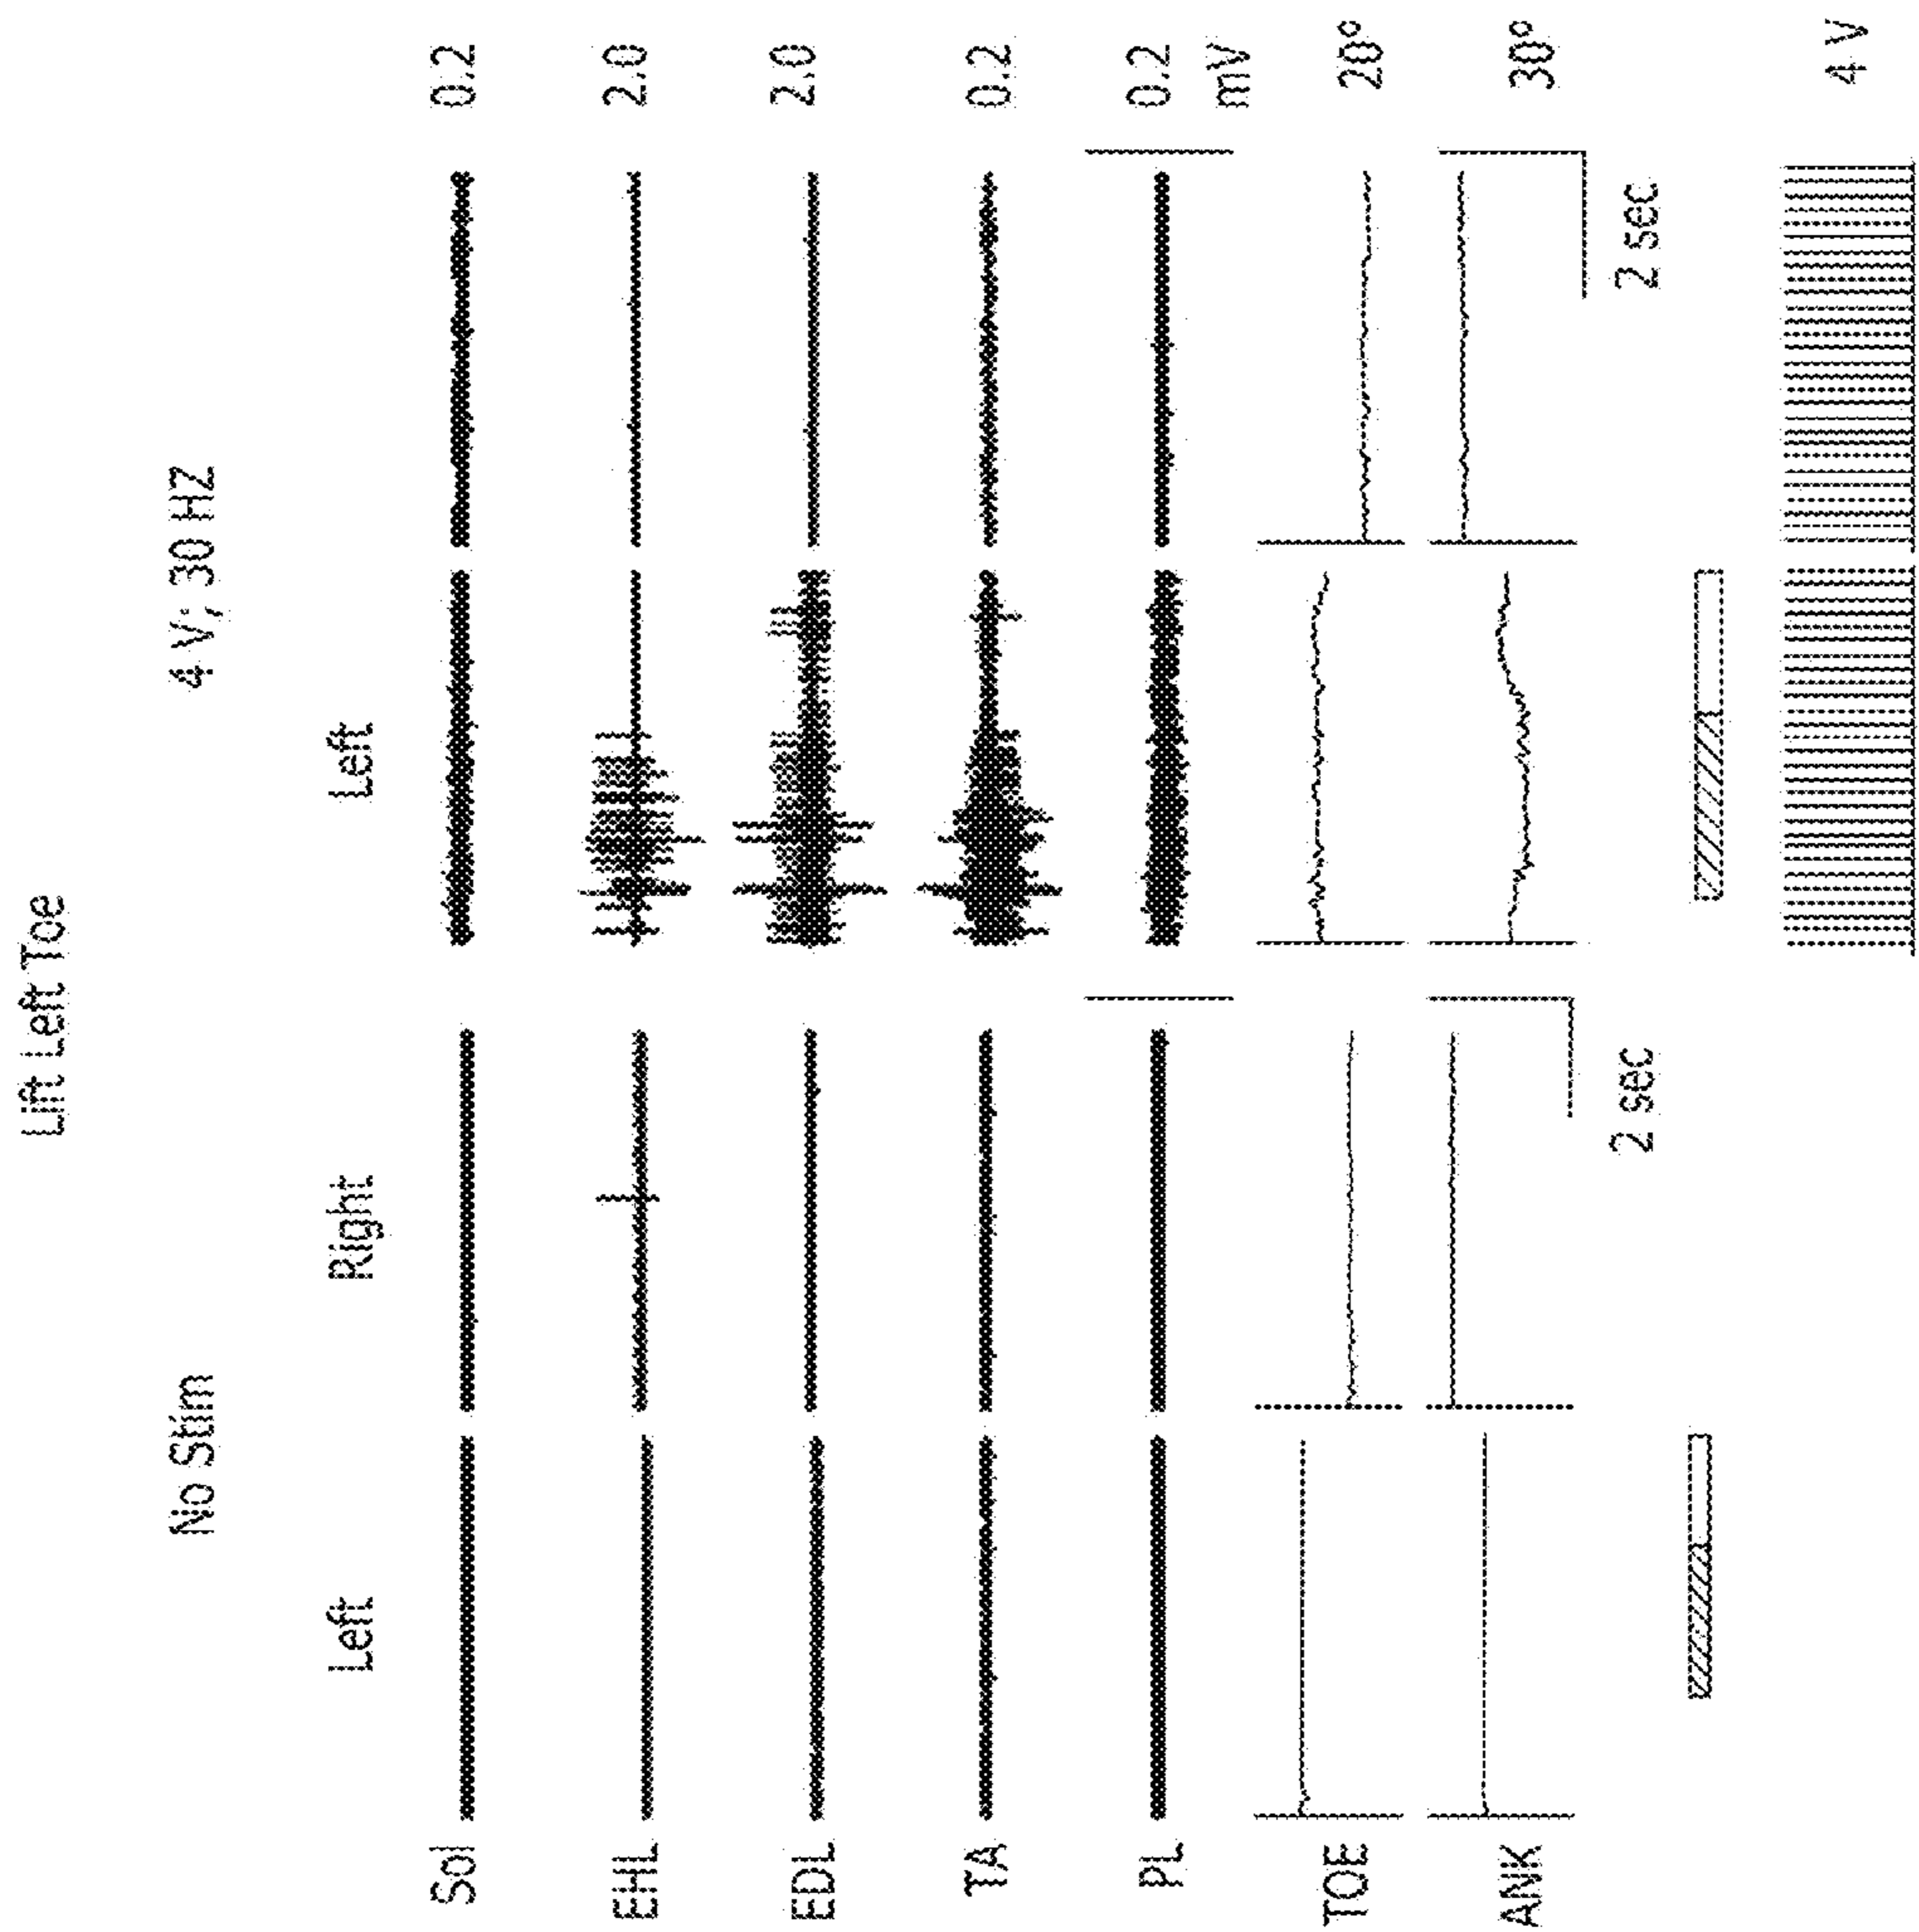 Lift Left Toe
No Stim 4 V; 30 HZ
Left Right Left
Sol 0.2
EHL 2.0
EDL 2.0
TA 0.2
PL 0.2
mV
TOE 20°
ANK 30°
2 sec 2 sec
4 V